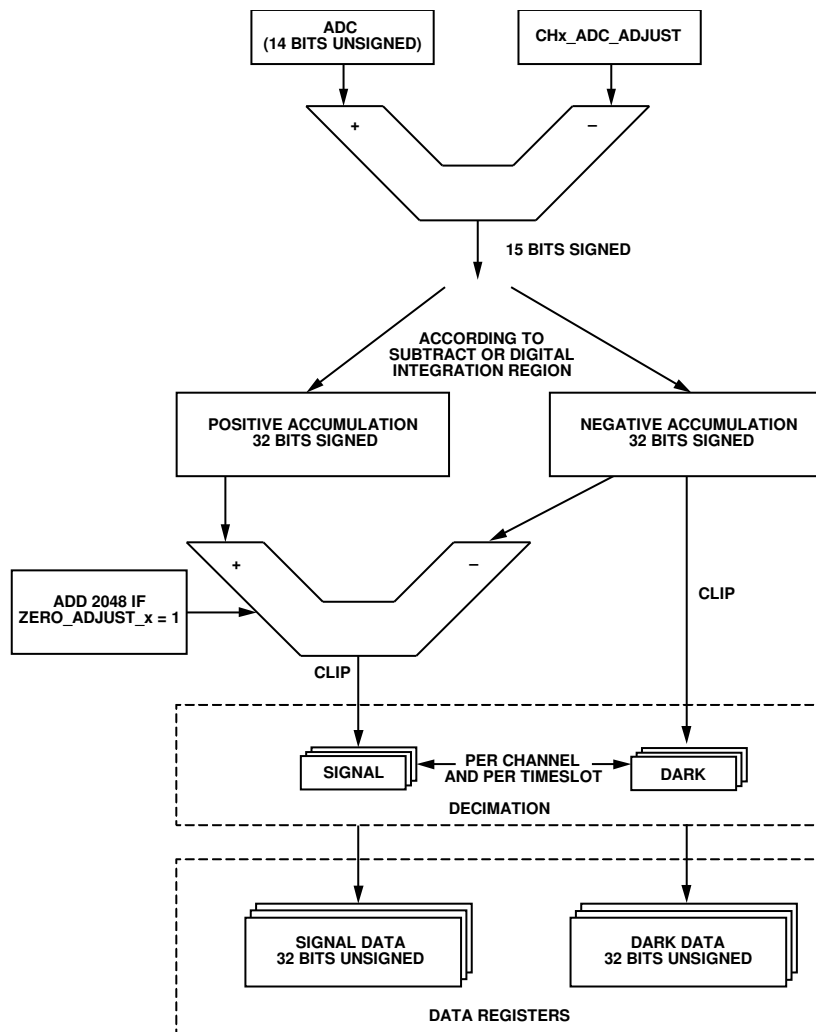 ADC
(14 BITS UNSIGNED)
CHx_ADC_ADJUST
+
–
15 BITS SIGNED
ACCORDING TO
SUBTRACT OR DIGITAL
INTEGRATION REGION
POSITIVE ACCUMULATION
32 BITS SIGNED
NEGATIVE ACCUMULATION
32 BITS SIGNED
+
–
ADD 2048 IF
ZERO_ADJUST_x = 1
CLIP
CLIP
SIGNAL
PER CHANNEL
AND PER TIMESLOT
DARK
DECIMATION
SIGNAL DATA
32 BITS UNSIGNED
DARK DATA
32 BITS UNSIGNED
DATA REGISTERS